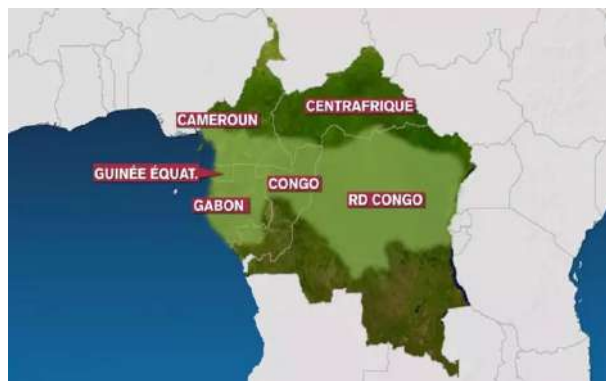 CENTRAFRIQUE
CAMEROUN
GUINÉE ÉQUAT.
CONGO
GABON
RD CONGO